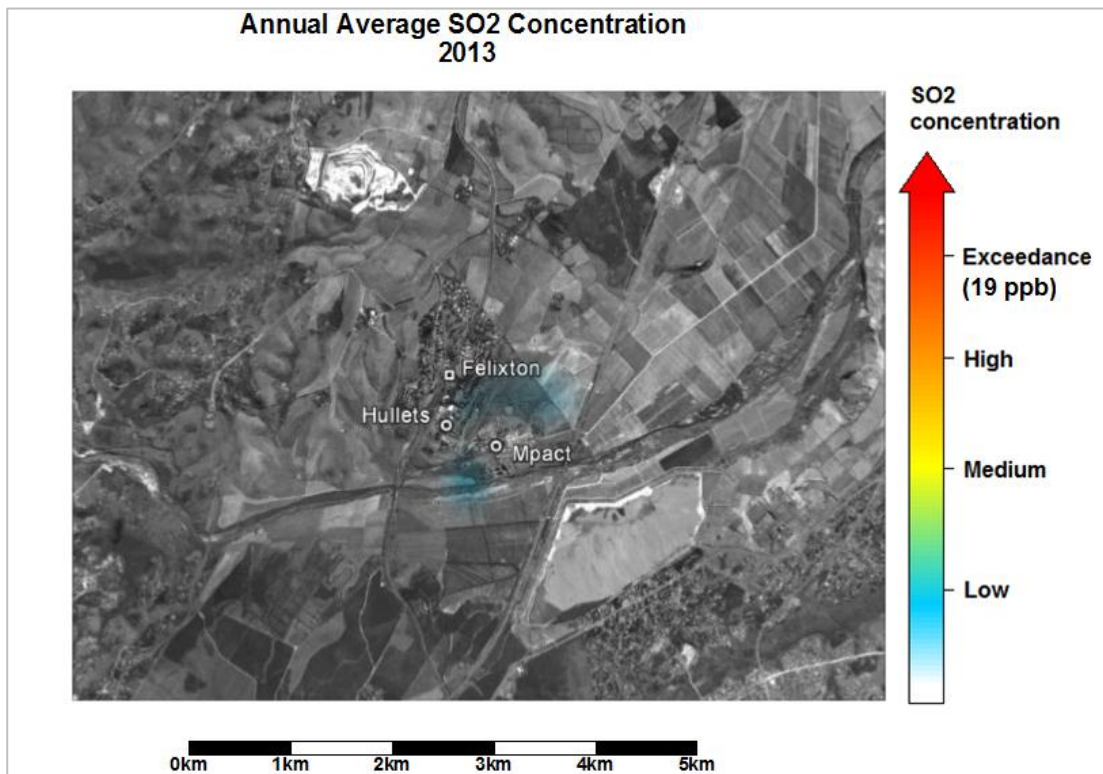 Annual Average SO2 Concentration
2013
SO2
concentration
Exceedance
(19 ppb)
High
Medium
Low
Felixton
Hullets
Mpact
0km 1km 2km 3km 4km 5km